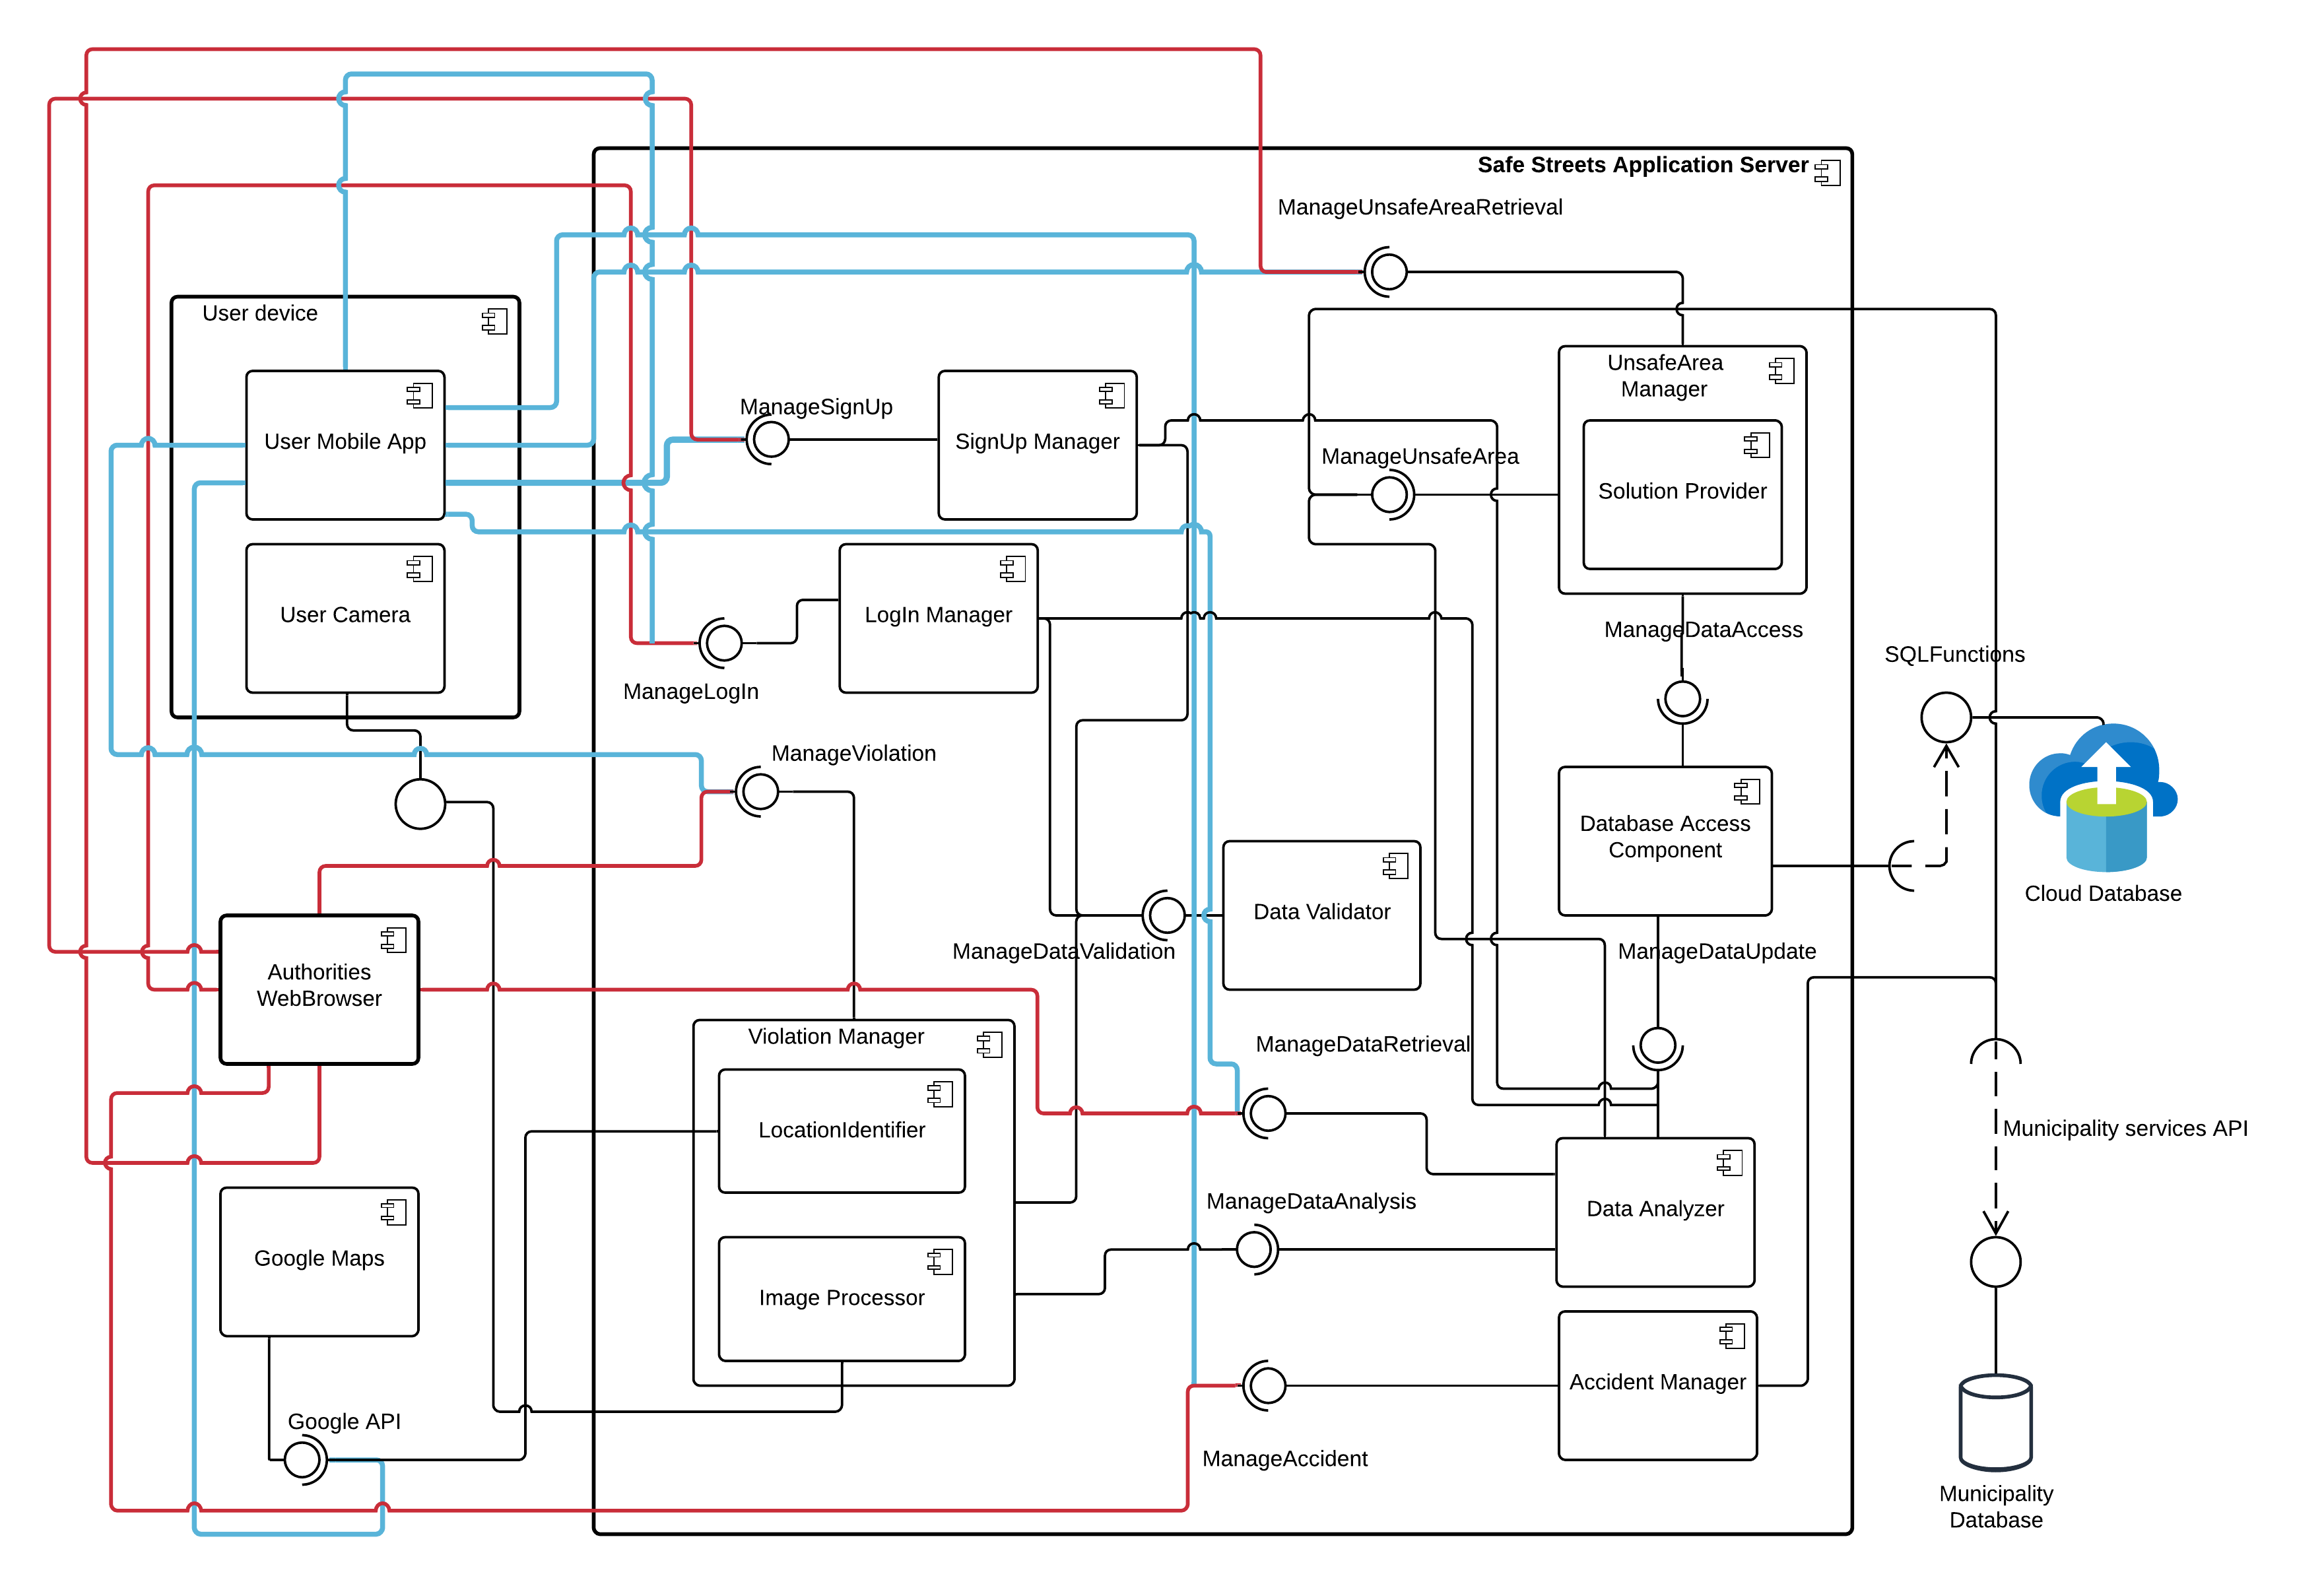 Safe Streets Application Server
ManageUnsafeAreaRetrieval
User device
UnsafeArea
Manager
ManageSignUp
User Mobile App
SignUp Manager
ManageUnsafeArea
Solution Provider
User Camera
LogIn Manager
ManageDataAccess
SQLFunctions
ManageLogIn
ManageViolation
Database Access
Component
Cloud Database
Data Validator
ManageDataValidation
ManageDataUpdate
Authorities
WebBrowser
Violation Manager
ManageDataRetrieval
LocationIdentifier
Municipality services API
ManageDataAnalysis
Data Analyzer
Google Maps
Image Processor
Accident Manager
Google API
ManageAccident
Municipality
Database